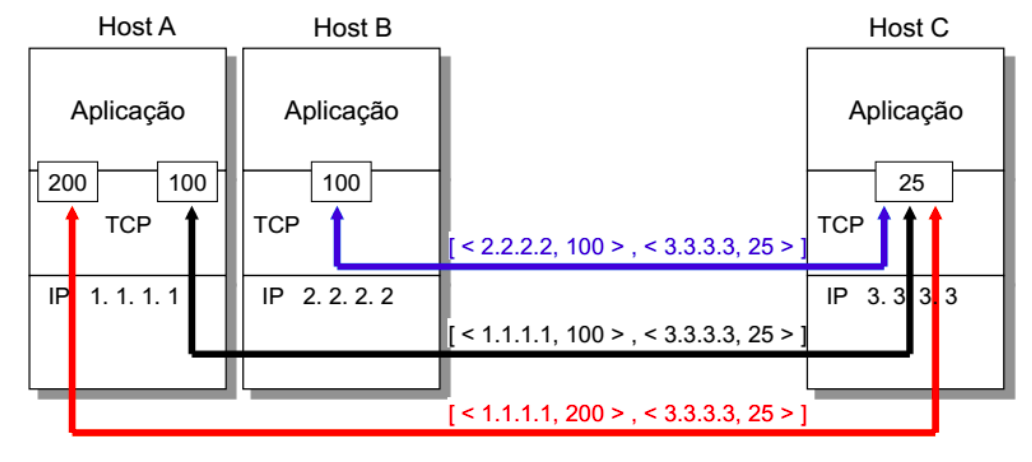 Host A
Host B
Host C
Aplicação
Aplicação
Aplicação
200
100
100
25
TCP
TCP
TCP
[ < 2.2.2.2, 100 > , < 3.3.3.3, 25 > ]
IP 1. 1. 1. 1
IP 2. 2. 2. 2
IP 3. 3. 3. 3
[ < 1.1.1.1, 100 > , < 3.3.3.3, 25 > ]
[ < 1.1.1.1, 200 > , < 3.3.3.3, 25 > ]